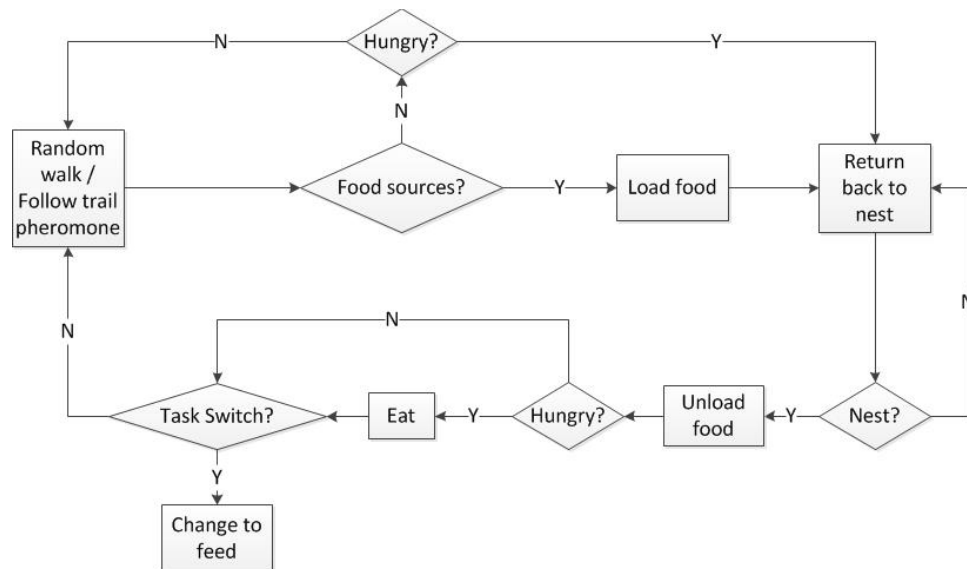 Hungry?
N
Y
N
Random
walk /
Follow trail
pheromone
Food sources?
Y
Load food
Return
back to
nest
N
N
N
Task Switch?
Eat
Y
Hungry?
Unload
food
Y
Nest?
Y
Change to
feed